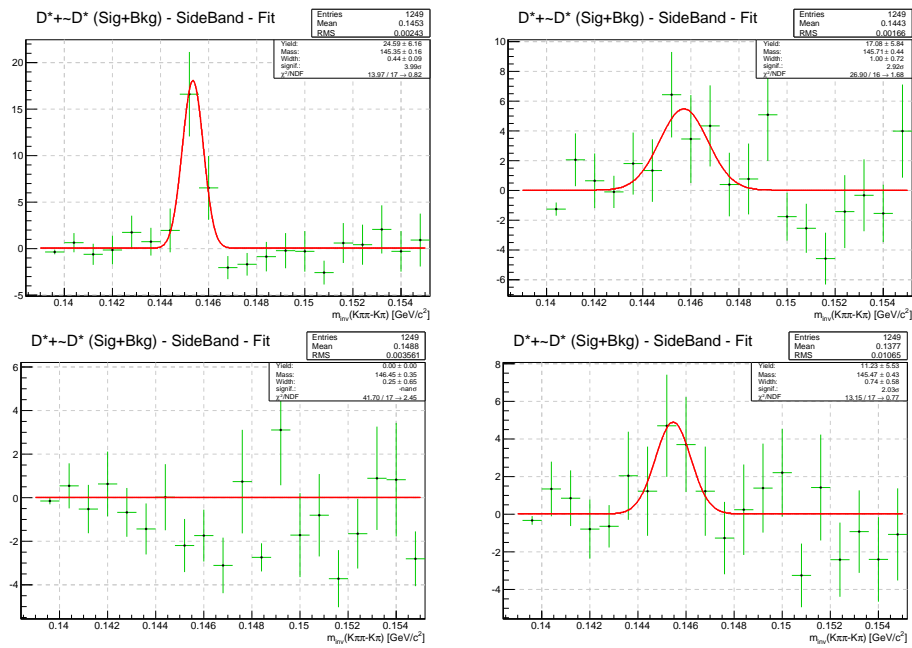 D*+~D* (Sig+Bkg) - SideBand - Fit
Entries 1249
Mean 0.1453
RMS 0.00243
Yield: 24.59 ± 6.16
Mass: 145.35 ± 0.16
Width: 0.44 ± 0.09
signif.: 3.99σ
χ²/NDF 13.97 / 17 → 0.82
20
15
10
5
0
-5
0.14 0.142 0.144 0.146 0.148 0.15 0.152 0.154
m_inv(Kππ-Kπ) [GeV/c²]
D*+~D* (Sig+Bkg) - SideBand - Fit
Entries 1249
Mean 0.1443
RMS 0.00166
Yield: 17.08 ± 5.84
Mass: 145.71 ± 0.44
Width: 1.00 ± 0.72
signif.: 2.92σ
χ²/NDF 26.90 / 16 → 1.68
10
8
6
4
2
0
-2
-4
-6
0.14 0.142 0.144 0.146 0.148 0.15 0.152 0.154
m_inv(Kππ-Kπ) [GeV/c²]
D*+~D* (Sig+Bkg) - SideBand - Fit
Entries 1249
Mean 0.1488
RMS 0.003561
Yield: 0.00 ± 0.00
Mass: 146.45 ± 0.35
Width: 0.25 ± 0.65
signif.: -nanσ
χ²/NDF 41.70 / 17 → 2.45
6
4
2
0
-2
-4
0.14 0.142 0.144 0.146 0.148 0.15 0.152 0.154
m_inv(Kππ-Kπ) [GeV/c²]
D*+~D* (Sig+Bkg) - SideBand - Fit
Entries 1249
Mean 0.1377
RMS 0.01065
Yield: 11.23 ± 5.53
Mass: 145.47 ± 0.43
Width: 0.74 ± 0.58
signif.: 2.03σ
χ²/NDF 13.15 / 17 → 0.77
8
6
4
2
0
-2
-4
0.14 0.142 0.144 0.146 0.148 0.15 0.152 0.154
m_inv(Kππ-Kπ) [GeV/c²]